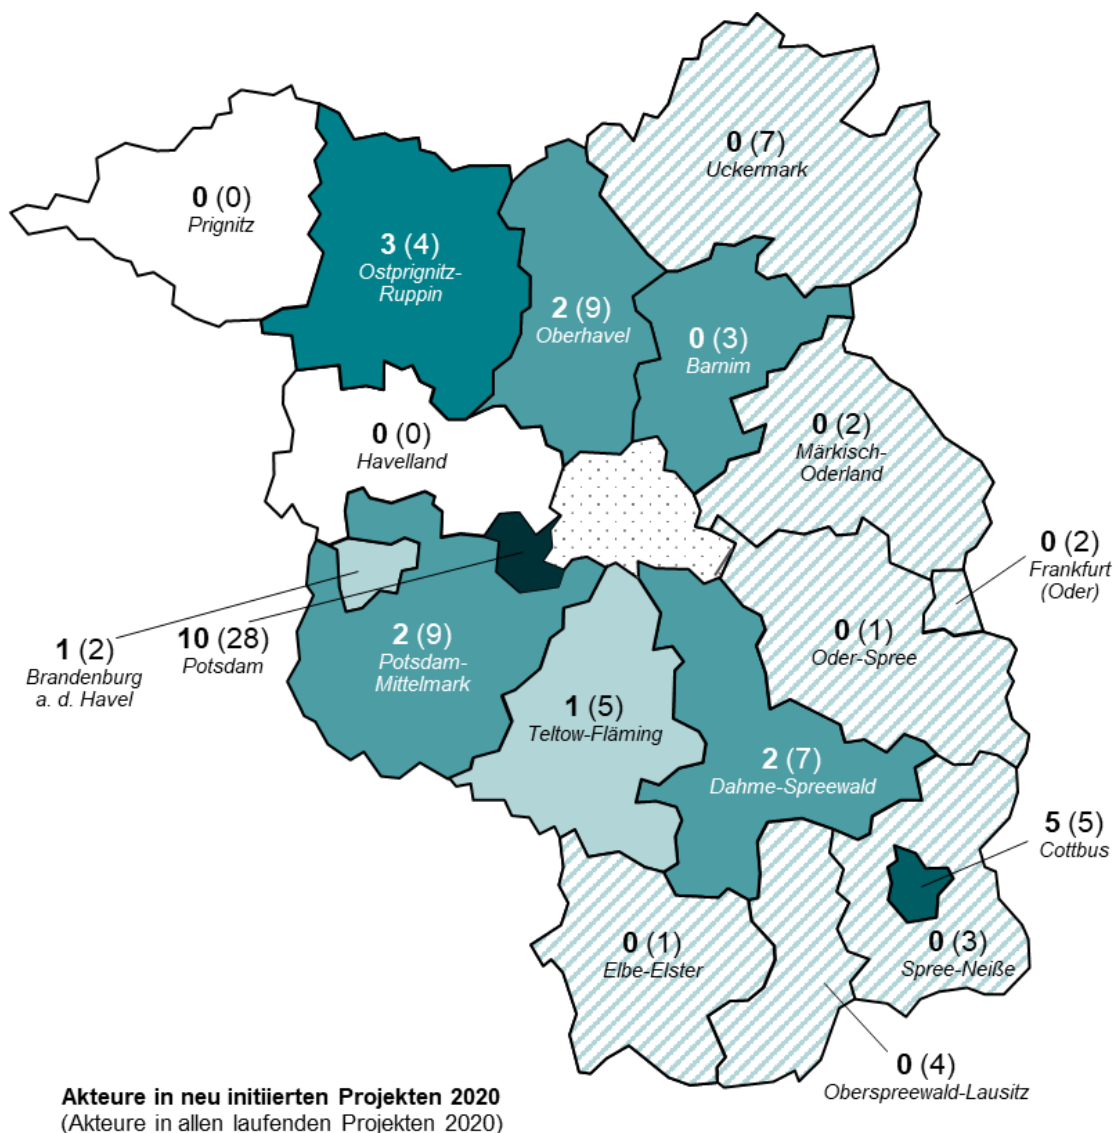 0 (7)
Uckermark
0 (0)
Prignitz
3 (4)
Ostprignitz-
Ruppin
2 (9)
Oberhavel
0 (3)
Barnim
0 (0)
Havelland
0 (2)
Märkisch-
Oderland
0 (2)
Frankfurt
(Oder)
1 (2)
Brandenburg
a. d. Havel
10 (28)
Potsdam
2 (9)
Potsdam-
Mittelmark
0 (1)
Oder-Spree
1 (5)
Teltow-Fläming
2 (7)
Dahme-Spreewald
5 (5)
Cottbus
0 (1)
Elbe-Elster
0 (3)
Spree-Neiße
0 (4)
Oberspreewald-Lausitz
Akteure in neu initiierten Projekten 2020
(Akteure in allen laufenden Projekten 2020)